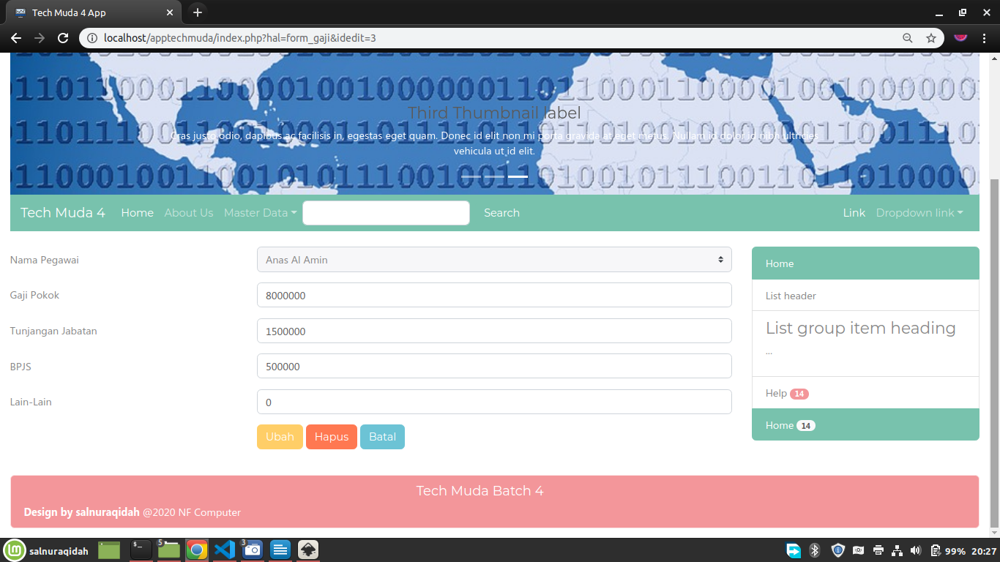 Tech Muda 4 App
localhost/apptechmuda/index.php?hal=form_gaji&idedit=3
Third Thumbnail label
Cras justo odio, dapibus ac facilisis in, egestas eget quam. Donec id elit non mi porta gravida at eget metus. Nullam id dolor id nibh ultricies
vehicula ut id elit.
Tech Muda 4 Home About Us Master Data Search Link Dropdown link
Nama Pegawai Anas Al Amin
Gaji Pokok 8000000
Tunjangan Jabatan 1500000
BPJS 500000
Lain-Lain 0
Ubah Hapus Batal
Home
List header
List group item heading
...
Help 14
Home 14
Tech Muda Batch 4
Design by salnuraqidah @2020 NF Computer
salnuraqidah 5 3 99% 20:27